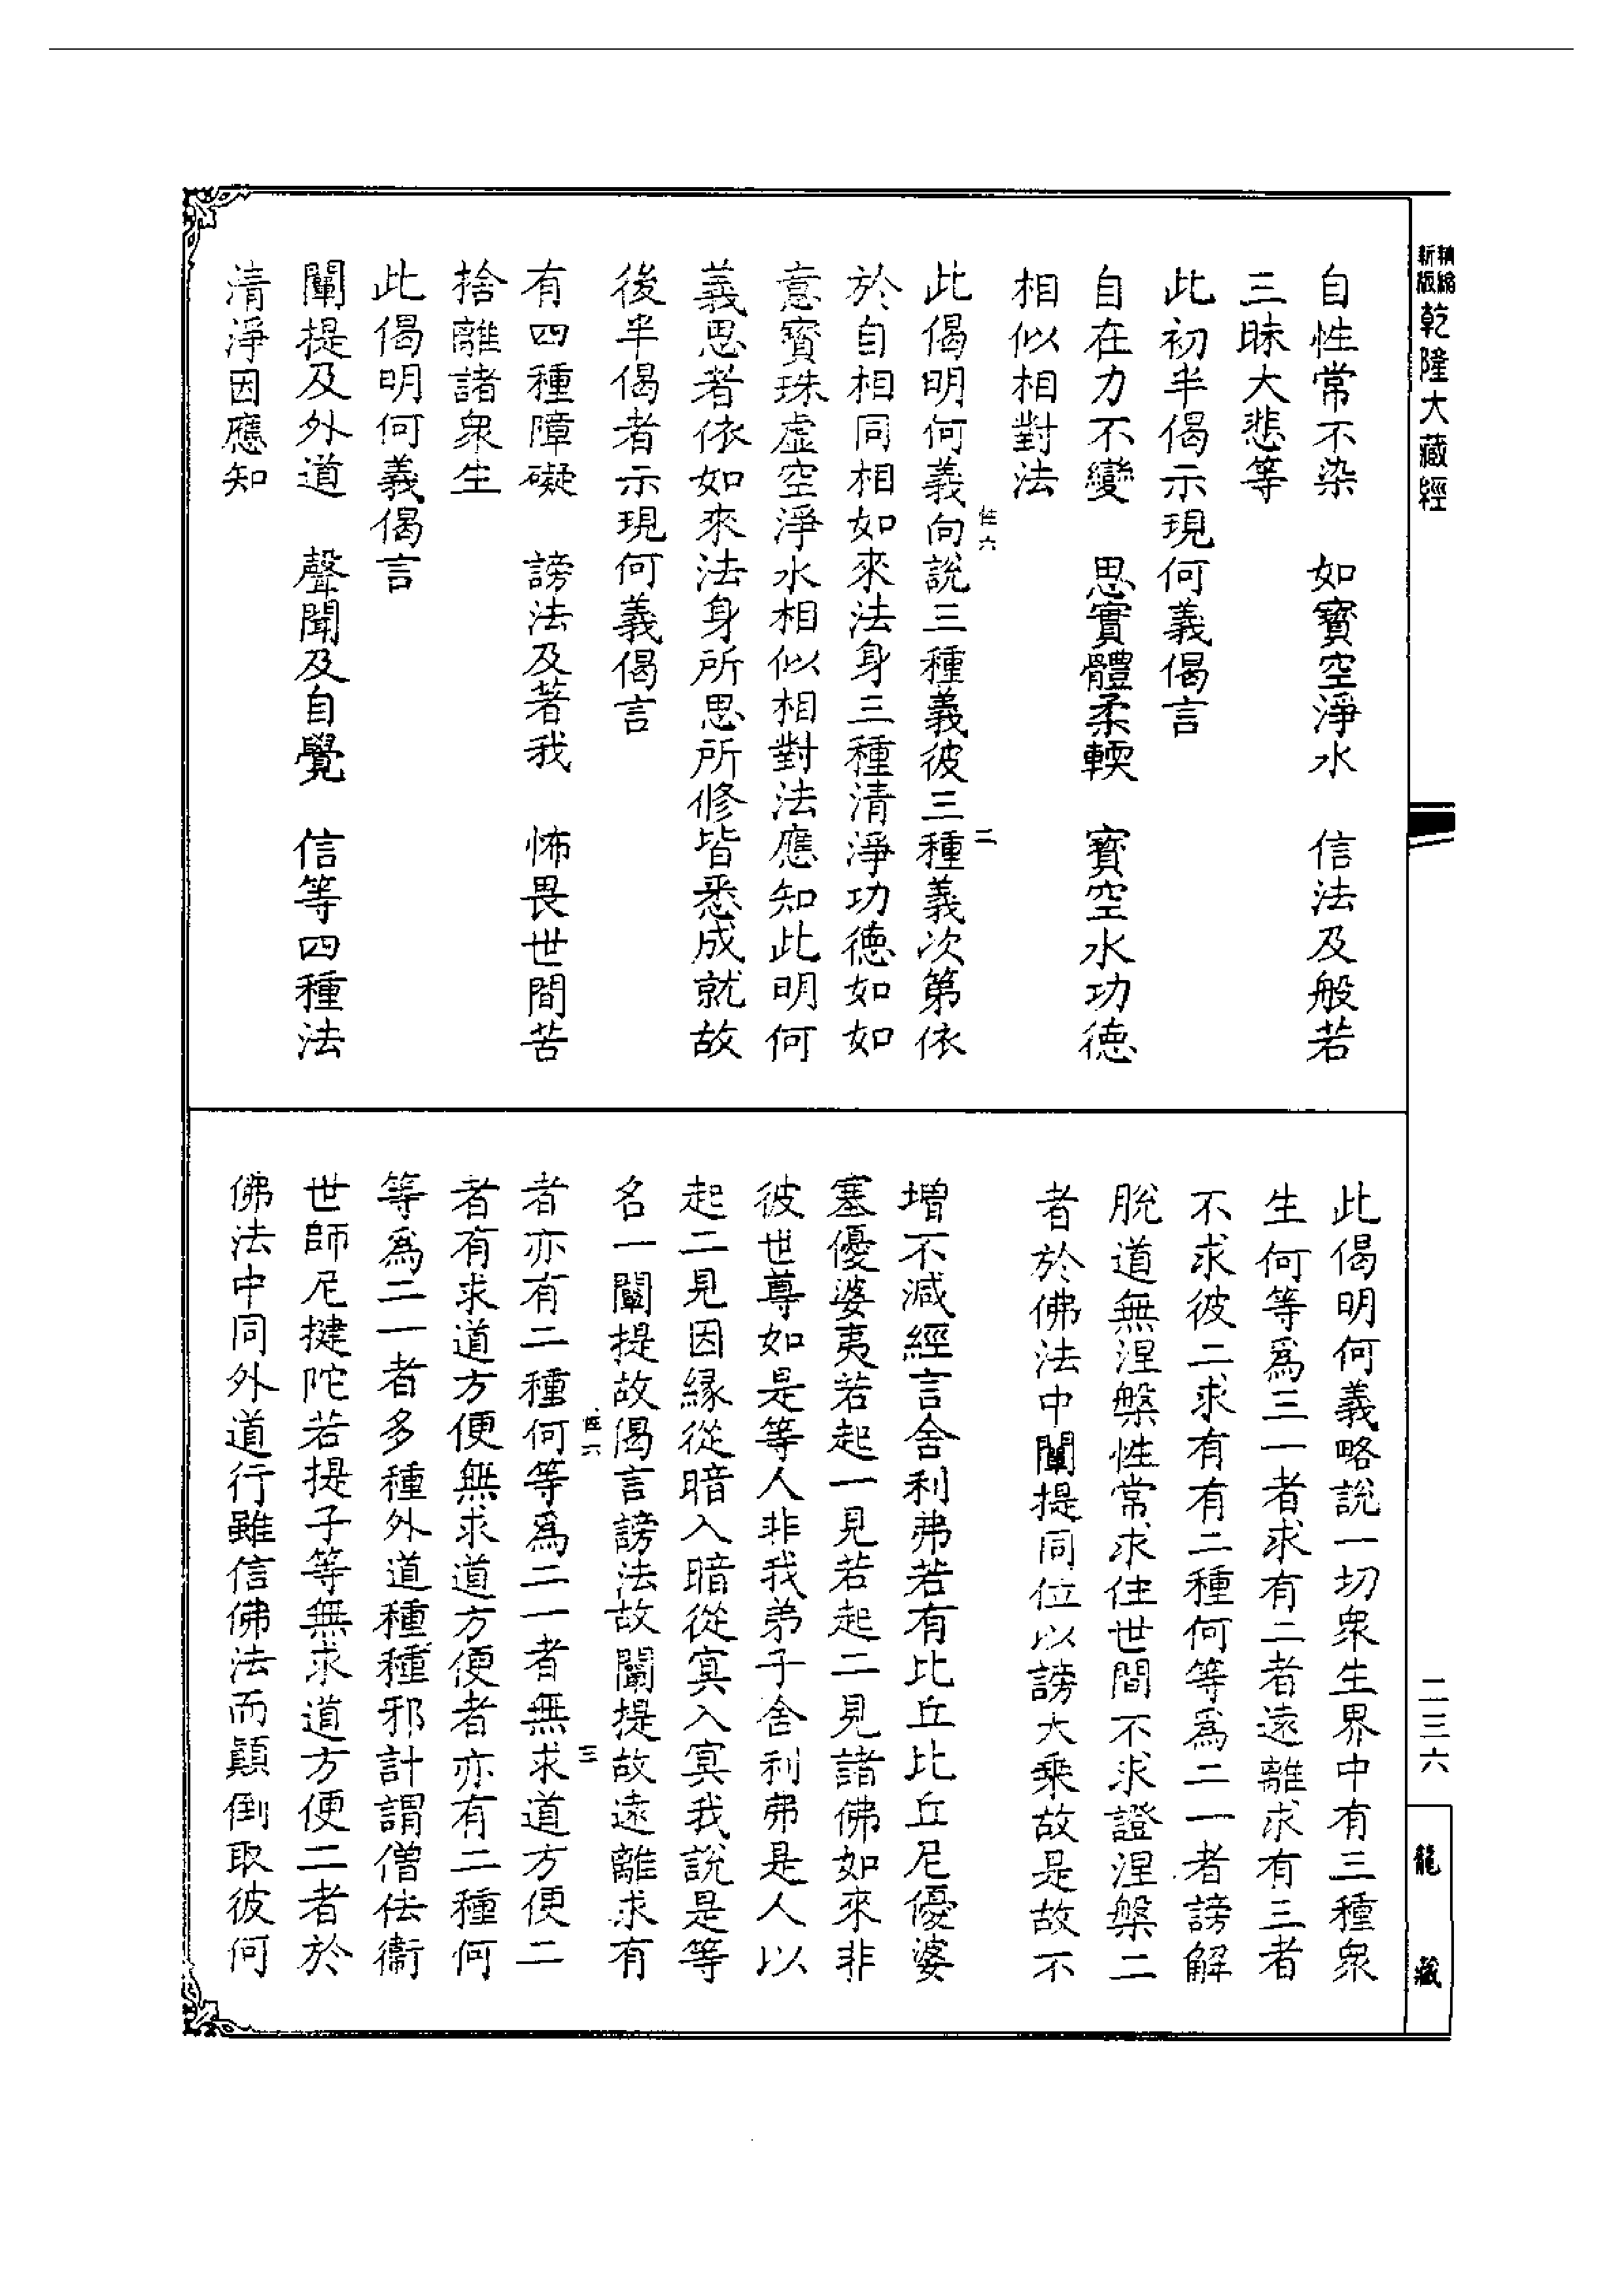 新版
精縮
乾隆大藏經
二三六
龍藏
自性常不染　如寶空淨水　信法及般若
三昧大悲等
此初半偈示現何義偈言
自在力不變　思實體柔輭　寶空水功德
相似相對法
性六
二
此偈明何義向說三種義彼三種義次第依
於自相同相如來法身三種清淨功德如如
意寶珠虛空淨水相似相對法應知此明何
義思者依如來法身所思所修皆悉成就故
後半偈者示現何義偈言
有四種障礙　謗法及著我　怖畏世間苦
捨離諸衆生
此偈明何義偈言
闡提及外道　聲聞及自覺　信等四種法
清淨因應知
此偈明何義略說一切衆生界中有三種衆
生何等爲三一者求有二者遠離求有三者
不求彼二求有有二種何等爲二一者謗解
脫道無涅槃性常求住世間不求證涅槃二
者於佛法中闡提同位以謗大乘故是故不
增不減經言舍利弗若有比丘比丘尼優婆
塞優婆夷若起一見若起二見諸佛如來非
彼世尊如是等人非我弟子舍利弗是人以
起二見因緣從暗入暗從冥入冥我說是等
名一闡提故偈言謗法故闡提故遠離求有
性六
三
者亦有二種何等爲二一者無求道方便二
者有求道方便無求道方便者亦有二種何
等爲二一者多種外道種種邪計謂僧佉衞
世師尼揵陀若提子等無求道方便二者於
佛法中同外道行雖信佛法而顚倒取彼何